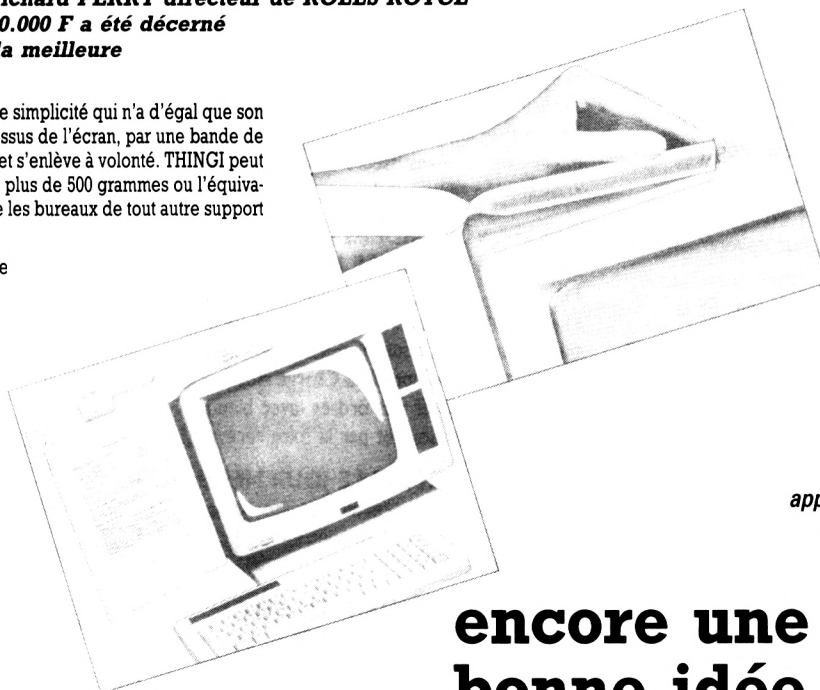 ichard PERRY directeur de ROLLS ROYCE
0.000 F a été décerné
la meilleure
e simplicité qui n'a d'égal que son
ssus de l'écran, par une bande de
et s'enlève à volonté. THINGI peut
plus de 500 grammes ou l'équiva-
e les bureaux de tout autre support
e
app
encore une
bonne idée